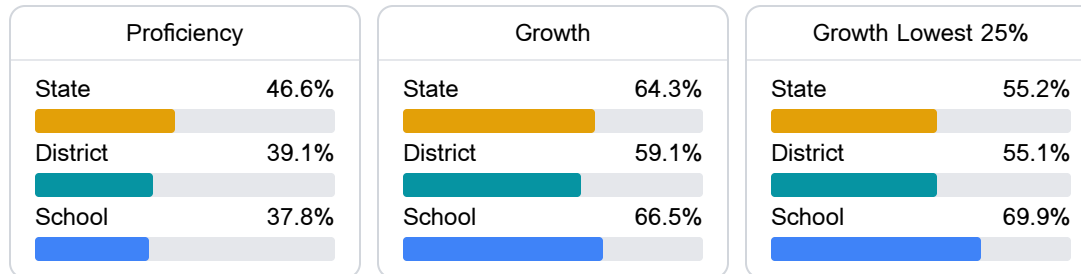 Proficiency
State 46.6%
District 39.1%
School 37.8%
Growth
State 64.3%
District 59.1%
School 66.5%
Growth Lowest 25%
State 55.2%
District 55.1%
School 69.9%